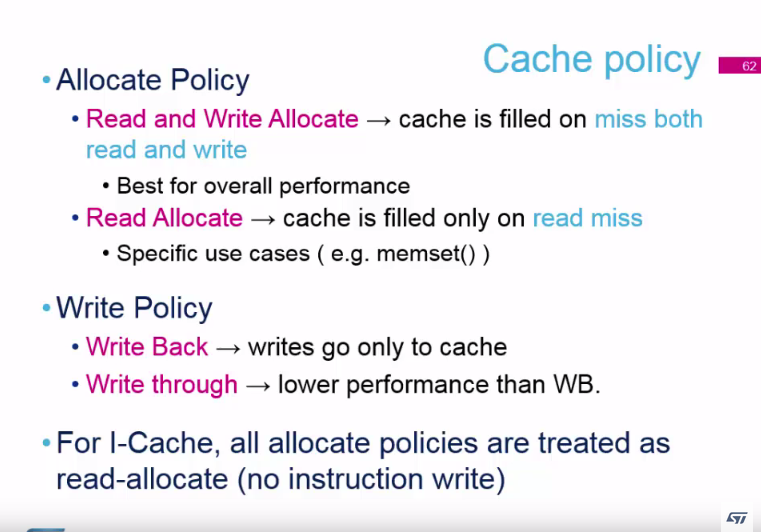 Cache policy
62
• Allocate Policy
• Read and Write Allocate → cache is filled on miss both
read and write
• Best for overall performance
• Read Allocate → cache is filled only on read miss
• Specific use cases ( e.g. memset() )
• Write Policy
• Write Back → writes go only to cache
• Write through → lower performance than WB.
• For I-Cache, all allocate policies are treated as
read-allocate (no instruction write)
ST